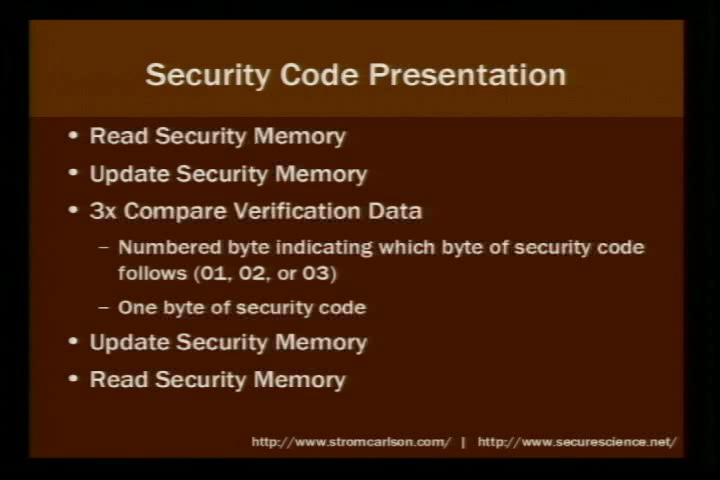 Security Code Presentation
• Read Security Memory
• Update Security Memory
• 3x Compare Verification Data
– Numbered byte indicating which byte of security code
follows (01, 02, or 03)
– One byte of security code
• Update Security Memory
• Read Security Memory
http://www.stromcarlson.com/ | http://www.securescience.net/